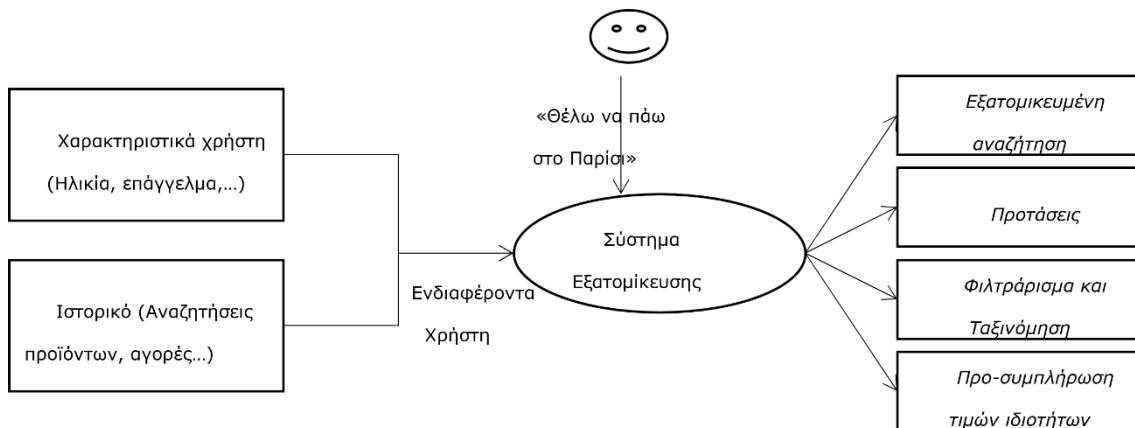 Χαρακτηριστικά χρήστη
(Ηλικία, επάγγελμα,...)
Ιστορικό (Αναζητήσεις
προϊόντων, αγορές...)
Ενδιαφέροντα
Χρήστη
«Θέλω να πάω
στο Παρίσι»
Σύστημα
Εξατομίκευσης
Εξατομικευμένη
αναζήτηση
Προτάσεις
Φιλτράρισμα και
Ταξινόμηση
Προ-συμπλήρωση
τιμών ιδιοτήτων